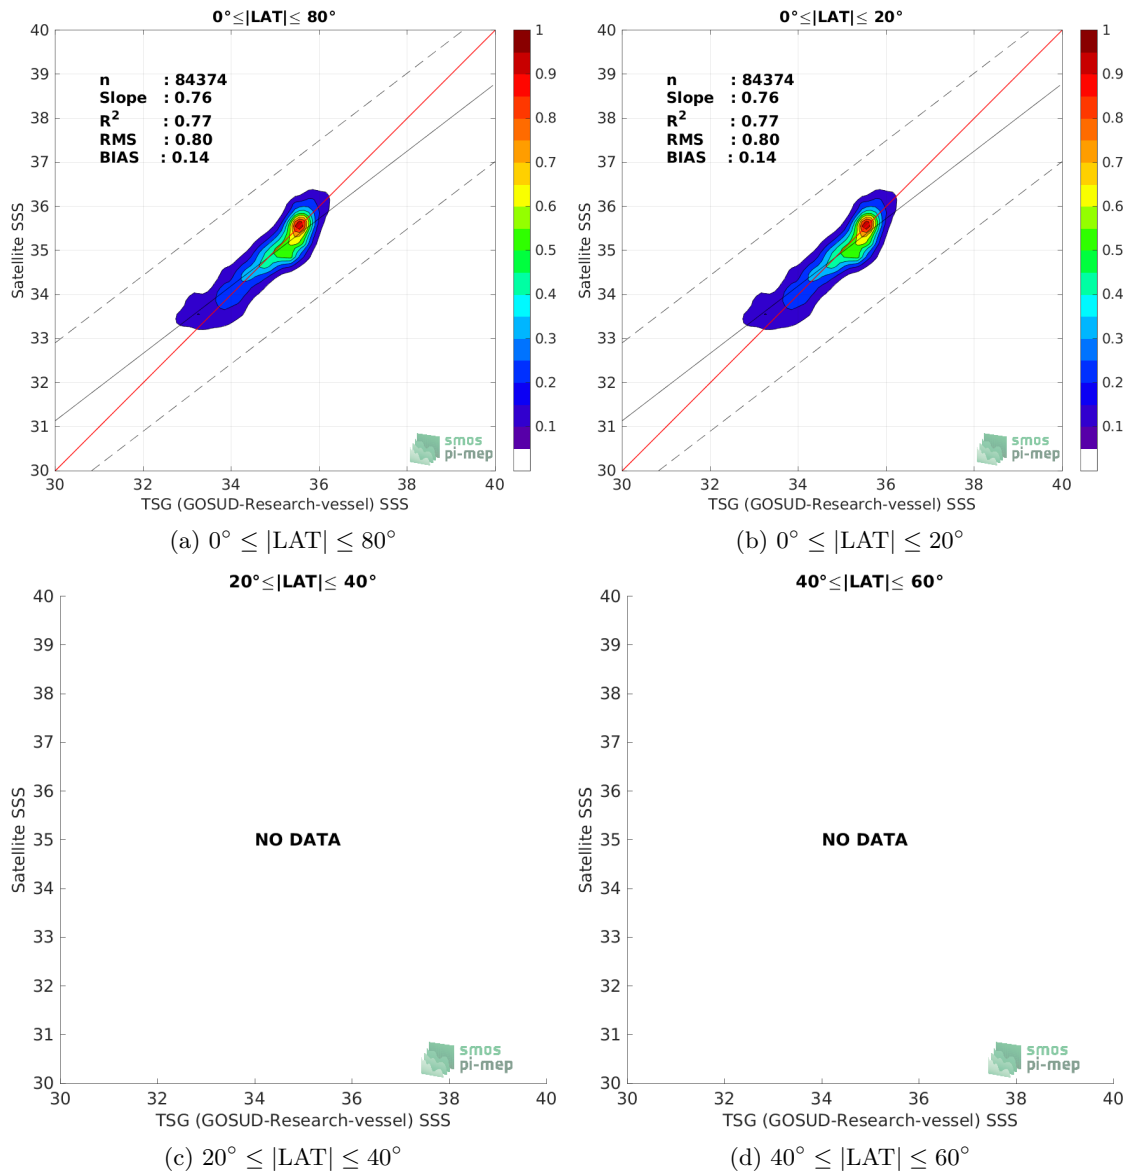 0°≤|LAT|≤ 80°
40
39
38
37
36
35
34
33
32
31
30
Satellite SSS
n : 84374
Slope : 0.76
R² : 0.77
RMS : 0.80
BIAS : 0.14
smos
pi-mep
30 32 34 36 38 40
TSG (GOSUD-Research-vessel) SSS
1
0.9
0.8
0.7
0.6
0.5
0.4
0.3
0.2
0.1
(a) 0° ≤ |LAT| ≤ 80°
0°≤|LAT|≤ 20°
40
39
38
37
36
35
34
33
32
31
30
Satellite SSS
n : 84374
Slope : 0.76
R² : 0.77
RMS : 0.80
BIAS : 0.14
smos
pi-mep
30 32 34 36 38 40
TSG (GOSUD-Research-vessel) SSS
1
0.9
0.8
0.7
0.6
0.5
0.4
0.3
0.2
0.1
(b) 0° ≤ |LAT| ≤ 20°
20°≤|LAT|≤ 40°
40
39
38
37
36
35
34
33
32
31
30
Satellite SSS
NO DATA
smos
pi-mep
30 32 34 36 38 40
TSG (GOSUD-Research-vessel) SSS
(c) 20° ≤ |LAT| ≤ 40°
40°≤|LAT|≤ 60°
40
39
38
37
36
35
34
33
32
31
30
Satellite SSS
NO DATA
smos
pi-mep
30 32 34 36 38 40
TSG (GOSUD-Research-vessel) SSS
(d) 40° ≤ |LAT| ≤ 60°